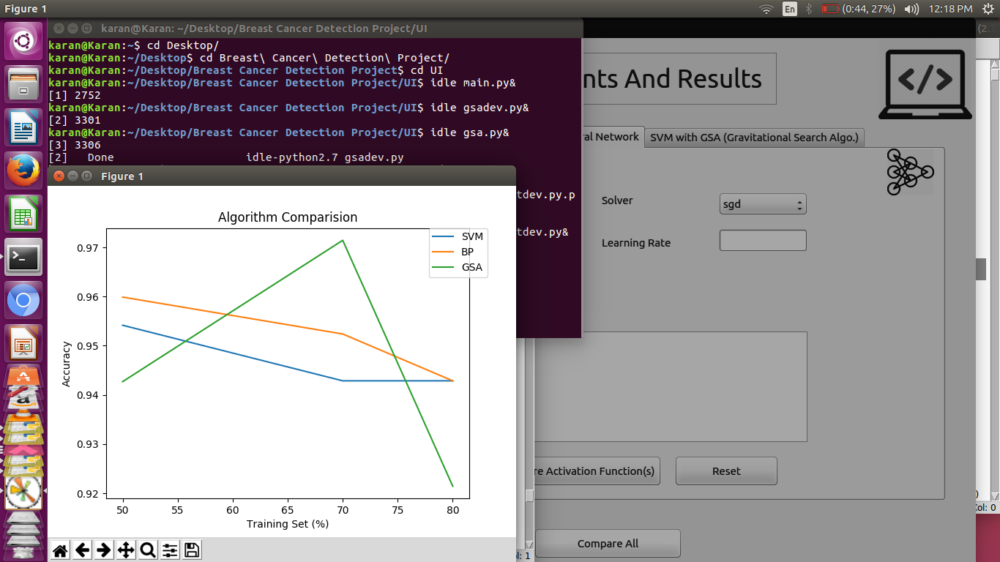 Figure 1
En
(0:44, 27%)
12:18 PM
karan@Karan: ~/Desktop/Breast Cancer Detection Project/UI
(2.
karan@Karan:~$ cd Desktop/
karan@Karan:~/Desktop$ cd Breast\ Cancer\ Detection\ Project/
karan@Karan:~/Desktop/Breast Cancer Detection Project$ cd UI
karan@Karan:~/Desktop/Breast Cancer Detection Project/UI$ idle main.py&
[1] 2752
karan@Karan:~/Desktop/Breast Cancer Detection Project/UI$ idle gsadev.py&
[2] 3301
karan@Karan:~/Desktop/Breast Cancer Detection Project/UI$ idle gsa.py&
[3] 3306
[2]   Done                    idle-python2.7 gsadev.py
tdev.py.p
tdev.py&
nts And Results
</>
ral Network
SVM with GSA (Gravitational Search Algo.)
Solver
sgd
Learning Rate
re Activation Function(s)
Reset
Compare All
)
Col: 0
ol: 1
Figure 1
Algorithm Comparision
SVM
BP
GSA
Accuracy
0.97
0.96
0.95
0.94
0.93
0.92
50 55 60 65 70 75 80
Training Set (%)